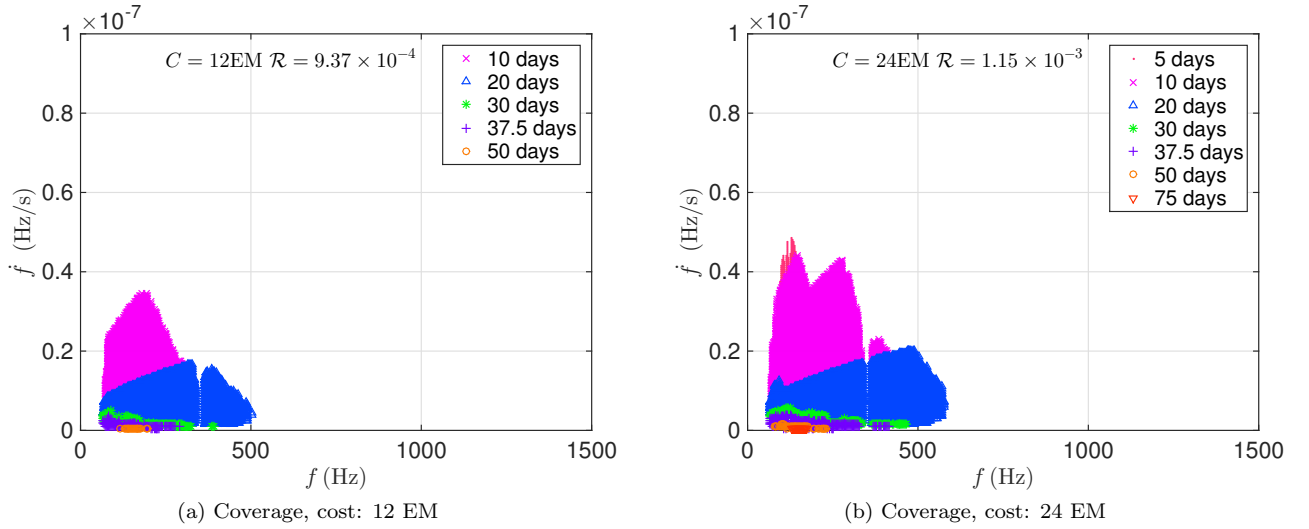 ×10⁻⁷
C = 12EM R = 9.37 × 10⁻⁴
10 days
20 days
30 days
37.5 days
50 days
1
0.8
0.6
0.4
0.2
0
ḟ (Hz/s)
0 500 1000 1500
f (Hz)
(a) Coverage, cost: 12 EM
×10⁻⁷
C = 24EM R = 1.15 × 10⁻³
5 days
10 days
20 days
30 days
37.5 days
50 days
75 days
1
0.8
0.6
0.4
0.2
0
ḟ (Hz/s)
0 500 1000 1500
f (Hz)
(b) Coverage, cost: 24 EM